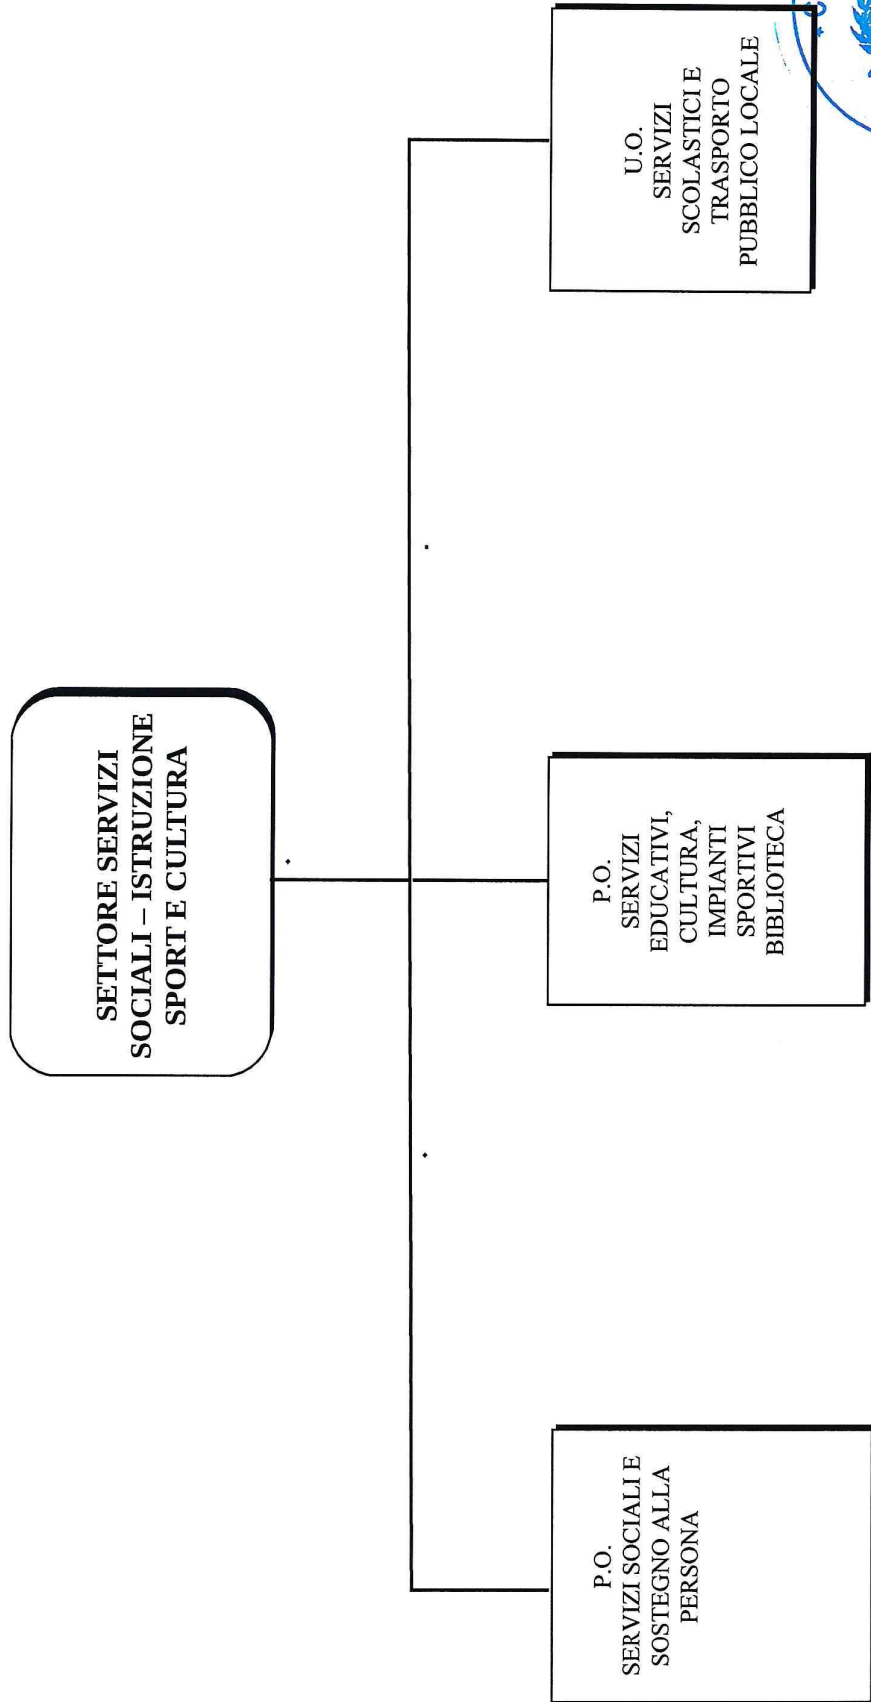 SETTORE SERVIZI
SOCIALI – ISTRUZIONE
SPORT E CULTURA
P.O.
SERVIZI SOCIALI E
SOSTEGNO ALLA
PERSONA
P.O.
SERVIZI
EDUCATIVI,
CULTURA,
IMPIANTI
SPORTIVI
BIBLIOTECA
U.O.
SERVIZI
SCOLASTICI E
TRASPORTO
PUBBLICO LOCALE